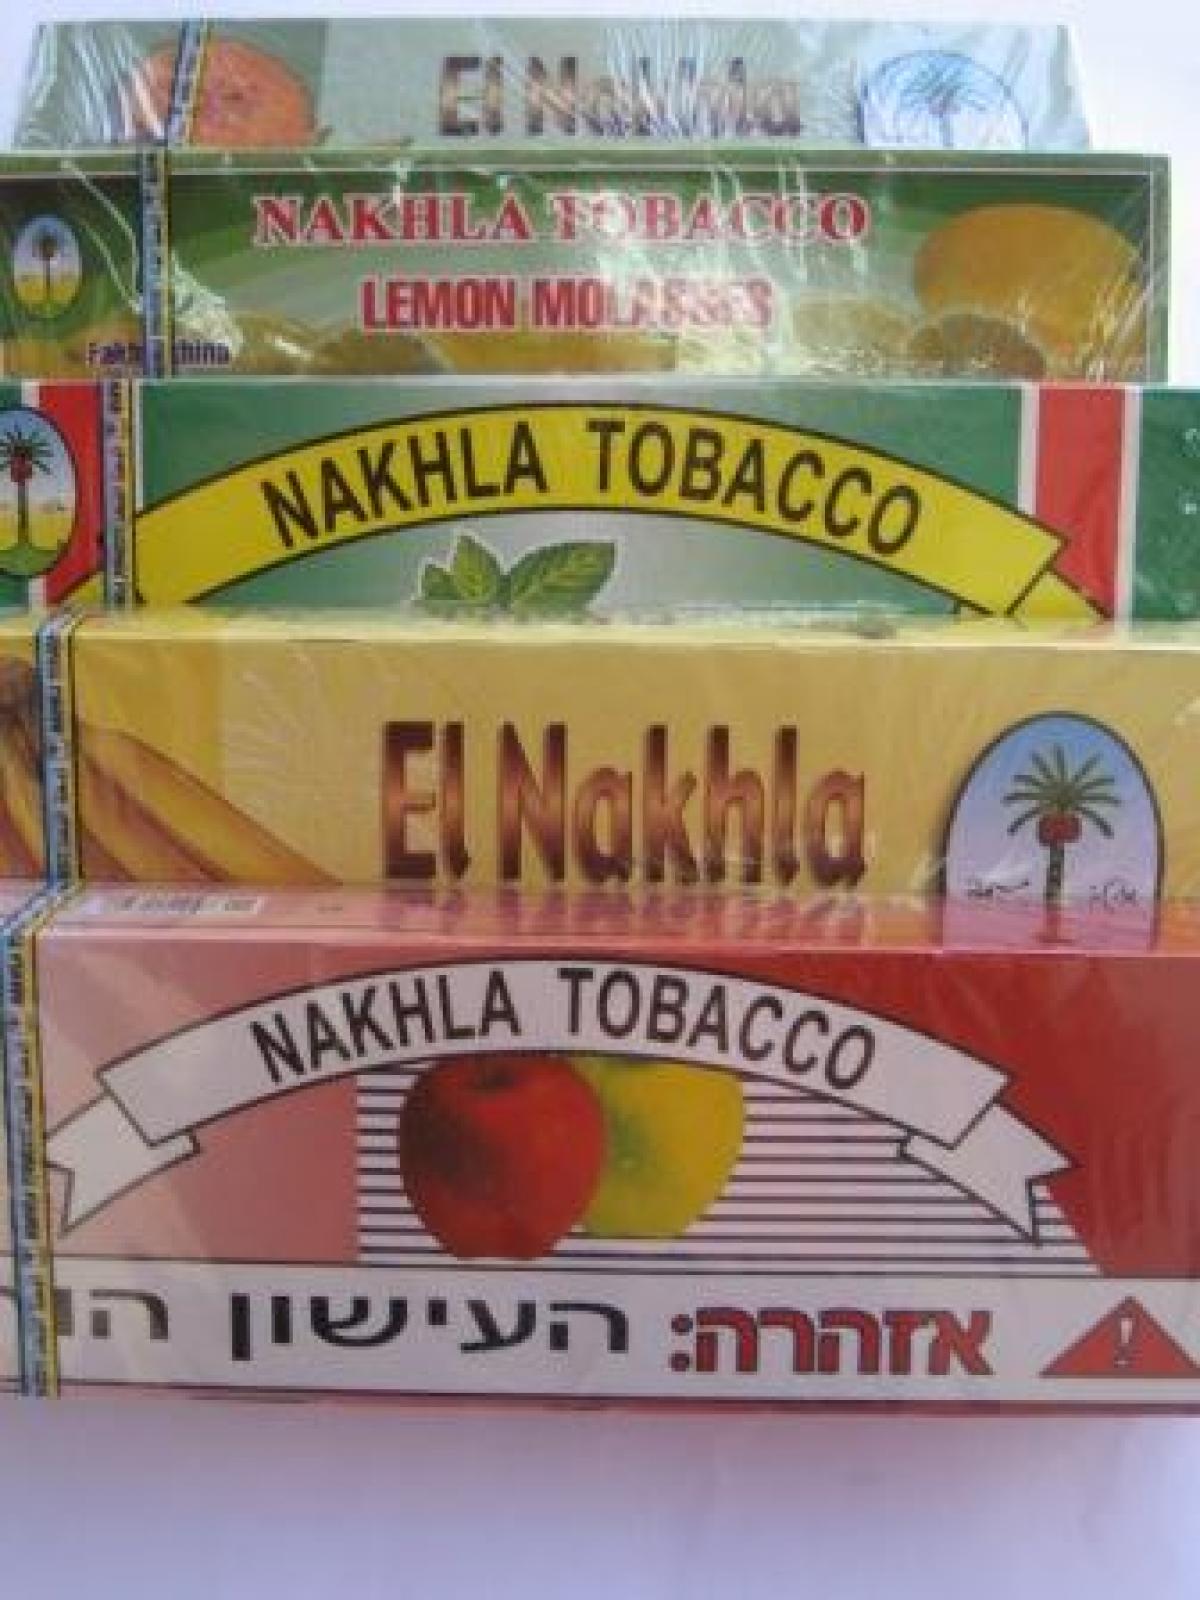 El Nakhla
NAKHLA TOBACCO
LEMON MOLASSES
NAKHLA TOBACCO
El Nakhla
NAKHLA TOBACCO
אזהרה: העישון